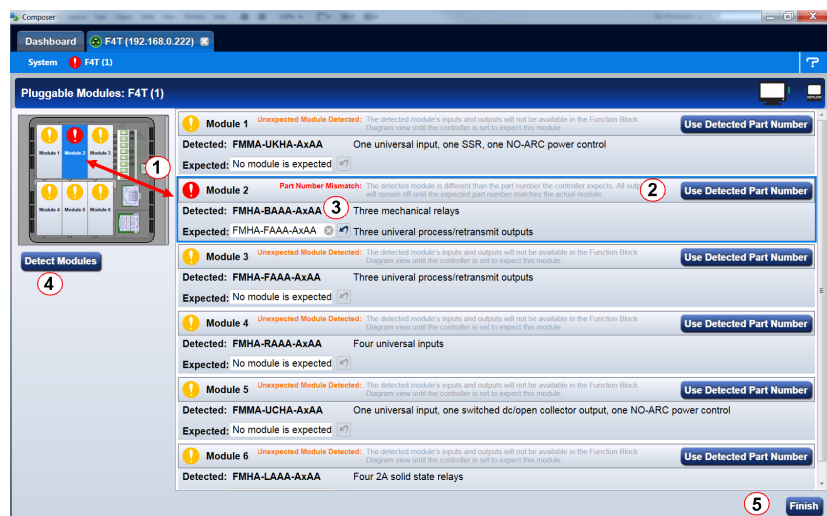 Composer
Dashboard F4T (192.168.0.222)
System F4T (1)
Pluggable Modules: F4T (1)
Module 1 Module 2 Module 3
Module 4 Module 5 Module 6
1
Detect Modules
4
Module 1 Unexpected Module Detected: The detected module's inputs and outputs will not be available in the Function Block
Diagram view until the controller is set to expect this module.
Use Detected Part Number
Detected: FMMA-UKHA-AxAA One universal input, one SSR, one NO-ARC power control
Expected: No module is expected
Module 2 Part Number Mismatch: The detected module is different than the part number the controller expects. All
will remain off until the expected part number matches the actual module.
2
Use Detected Part Number
Detected: FMHA-BAAA-AxAA 3 Three mechanical relays
Expected: FMHA-FAAA-AxAA Three univeral process/retransmit outputs
Module 3 Unexpected Module Detected: The detected module's inputs and outputs will not be available in the Function Block
Diagram view until the controller is set to expect this module.
Use Detected Part Number
Detected: FMHA-FAAA-AxAA Three univeral process/retransmit outputs
Expected: No module is expected
Module 4 Unexpected Module Detected: The detected module's inputs and outputs will not be available in the Function Block
Diagram view until the controller is set to expect this module.
Use Detected Part Number
Detected: FMHA-RAAA-AxAA Four universal inputs
Expected: No module is expected
Module 5 Unexpected Module Detected: The detected module's inputs and outputs will not be available in the Function Block
Diagram view until the controller is set to expect this module.
Use Detected Part Number
Detected: FMMA-UCHA-AxAA One universal input, one switched dc/open collector output, one NO-ARC power control
Expected: No module is expected
Module 6 Unexpected Module Detected: The detected module's inputs and outputs will not be available in the Function Block
Diagram view until the controller is set to expect this module.
Use Detected Part Number
Detected: FMHA-LAAA-AxAA Four 2A solid state relays
5
Finish